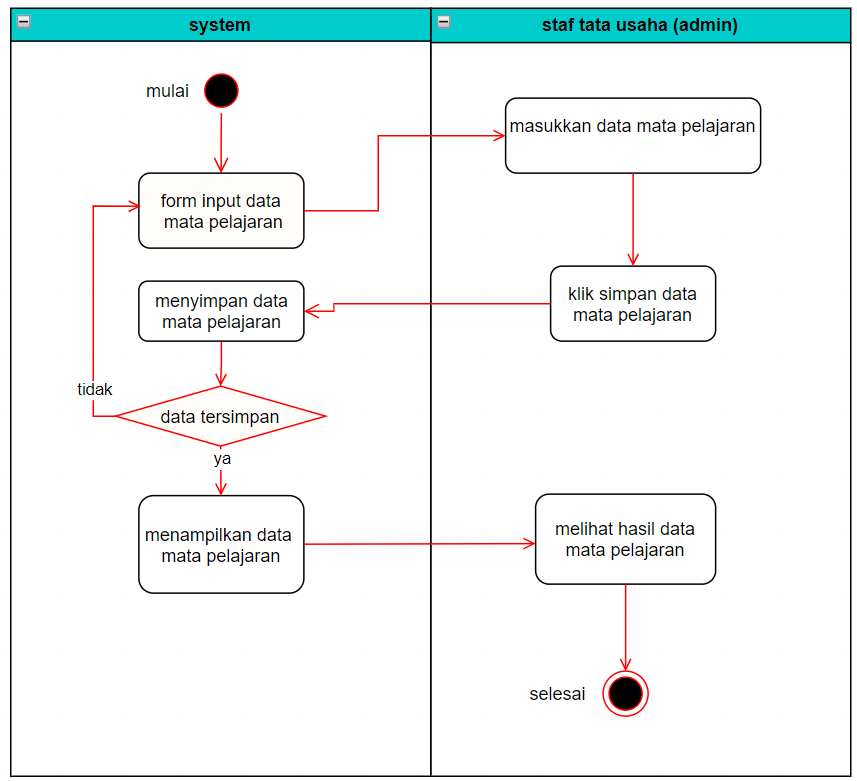 system
staf tata usaha (admin)
mulai
masukkan data mata pelajaran
form input data
mata pelajaran
klik simpan data
mata pelajaran
menyimpan data
mata pelajaran
tidak
data tersimpan
ya
menampilkan data
mata pelajaran
melihat hasil data
mata pelajaran
selesai